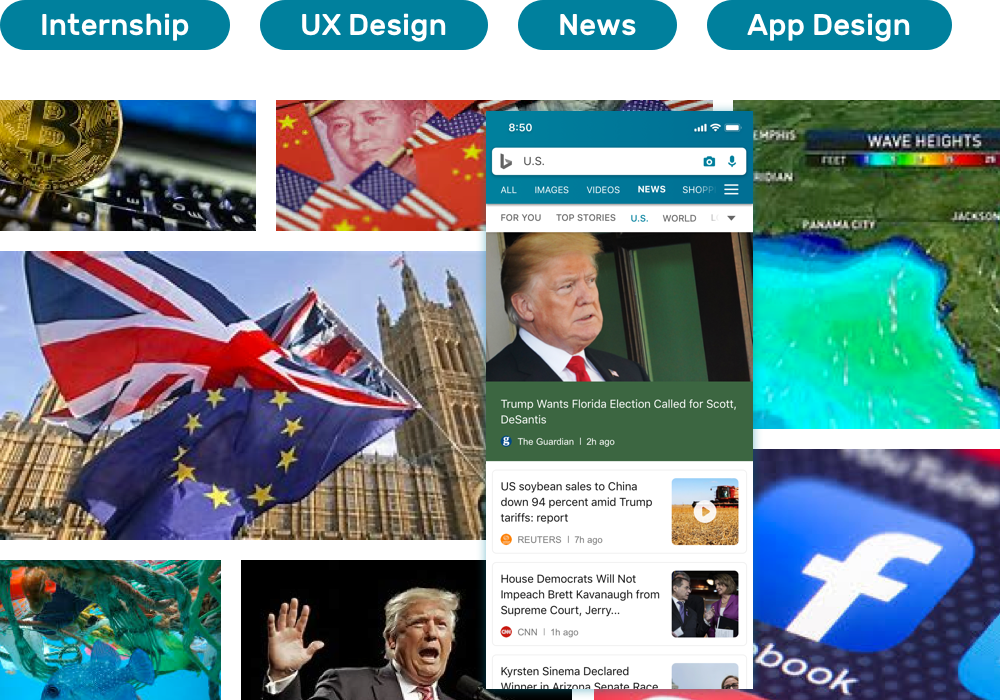 Internship
UX Design
News
App Design
8:50
U.S.
ALL IMAGES VIDEOS NEWS SHOPP
FOR YOU TOP STORIES U.S. WORLD
Trump Wants Florida Election Called for Scott,
DeSantis
The Guardian | 2h ago
US soybean sales to China
down 94 percent amid Trump
tariffs: report
REUTERS | 7h ago
House Democrats Will Not
Impeach Brett Kavanaugh from
Supreme Court, Jerry...
CNN | 1h ago
Kyrsten Sinema Declared
Winner in Arizona Senate Race
EMPHIS
WAVE HEIGHTS
FEET
RIDIAN
JACKSON
PANAMA CITY
YouTube
ebook